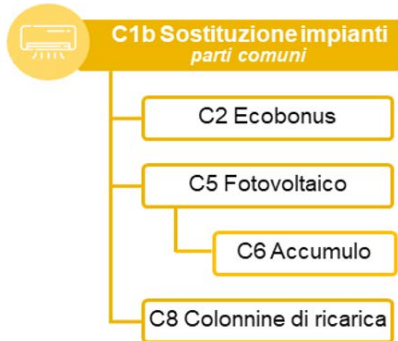 C1b Sostituzione impianti
parti comuni
C2 Ecobonus
C5 Fotovoltaico
C6 Accumulo
C8 Colonnine di ricarica